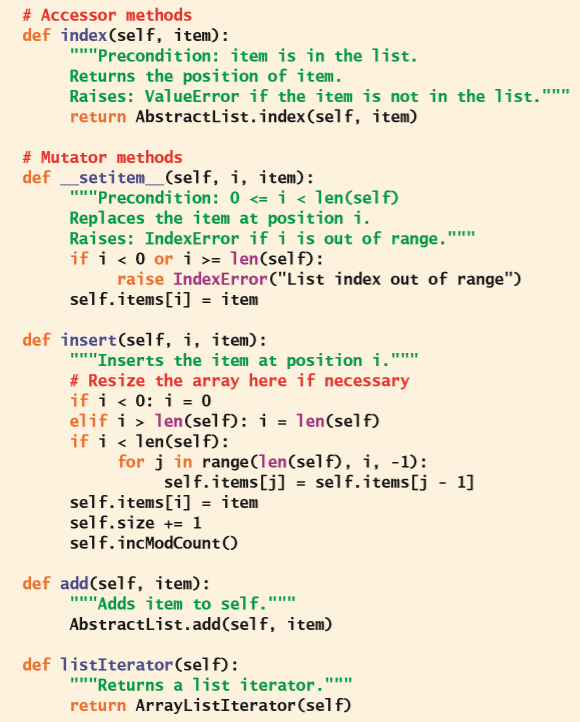 # Accessor methods
def index(self, item):
    """Precondition: item is in the list.
    Returns the position of item.
    Raises: ValueError if the item is not in the list."""
    return AbstractList.index(self, item)

# Mutator methods
def __setitem__(self, i, item):
    """Precondition: 0 <= i < len(self)
    Replaces the item at position i.
    Raises: IndexError if i is out of range."""
    if i < 0 or i >= len(self):
        raise IndexError("List index out of range")
    self.items[i] = item

def insert(self, i, item):
    """Inserts the item at position i."""
    # Resize the array here if necessary
    if i < 0: i = 0
    elif i > len(self): i = len(self)
    if i < len(self):
        for j in range(len(self), i, -1):
            self.items[j] = self.items[j - 1]
    self.items[i] = item
    self.size += 1
    self.incModCount()

def add(self, item):
    """Adds item to self."""
    AbstractList.add(self, item)

def listIterator(self):
    """Returns a list iterator."""
    return ArrayListIterator(self)